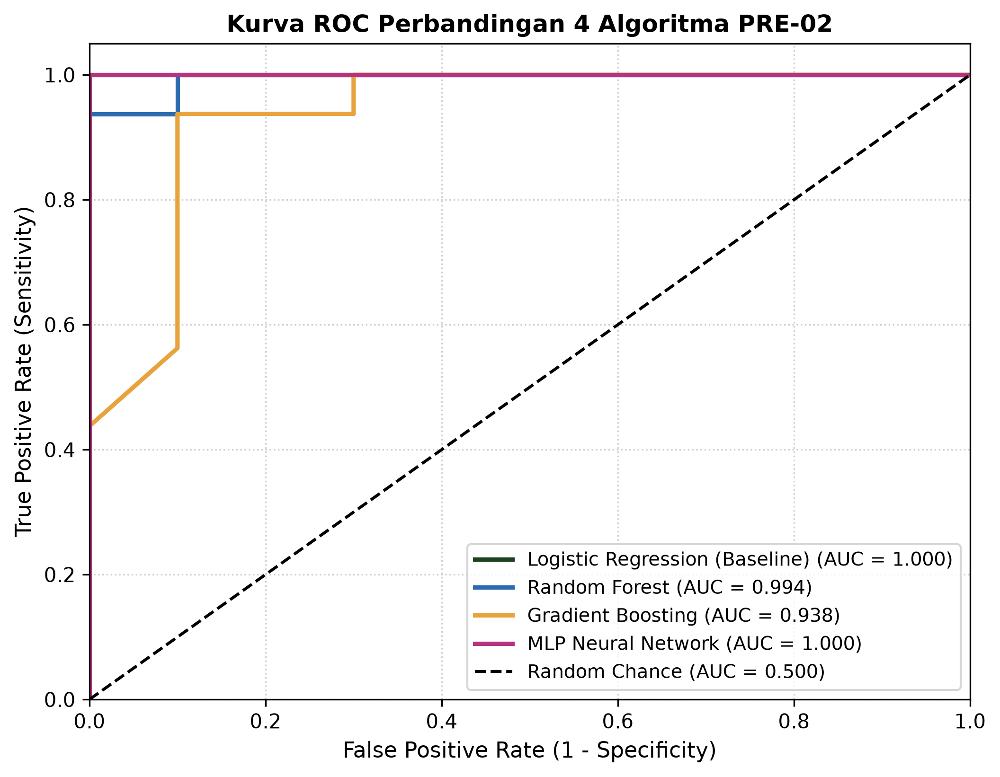 Kurva ROC Perbandingan 4 Algoritma PRE-02
True Positive Rate (Sensitivity)
1.0
0.8
0.6
0.4
0.2
0.0
Logistic Regression (Baseline) (AUC = 1.000)
Random Forest (AUC = 0.994)
Gradient Boosting (AUC = 0.938)
MLP Neural Network (AUC = 1.000)
Random Chance (AUC = 0.500)
0.0 0.2 0.4 0.6 0.8 1.0
False Positive Rate (1 - Specificity)